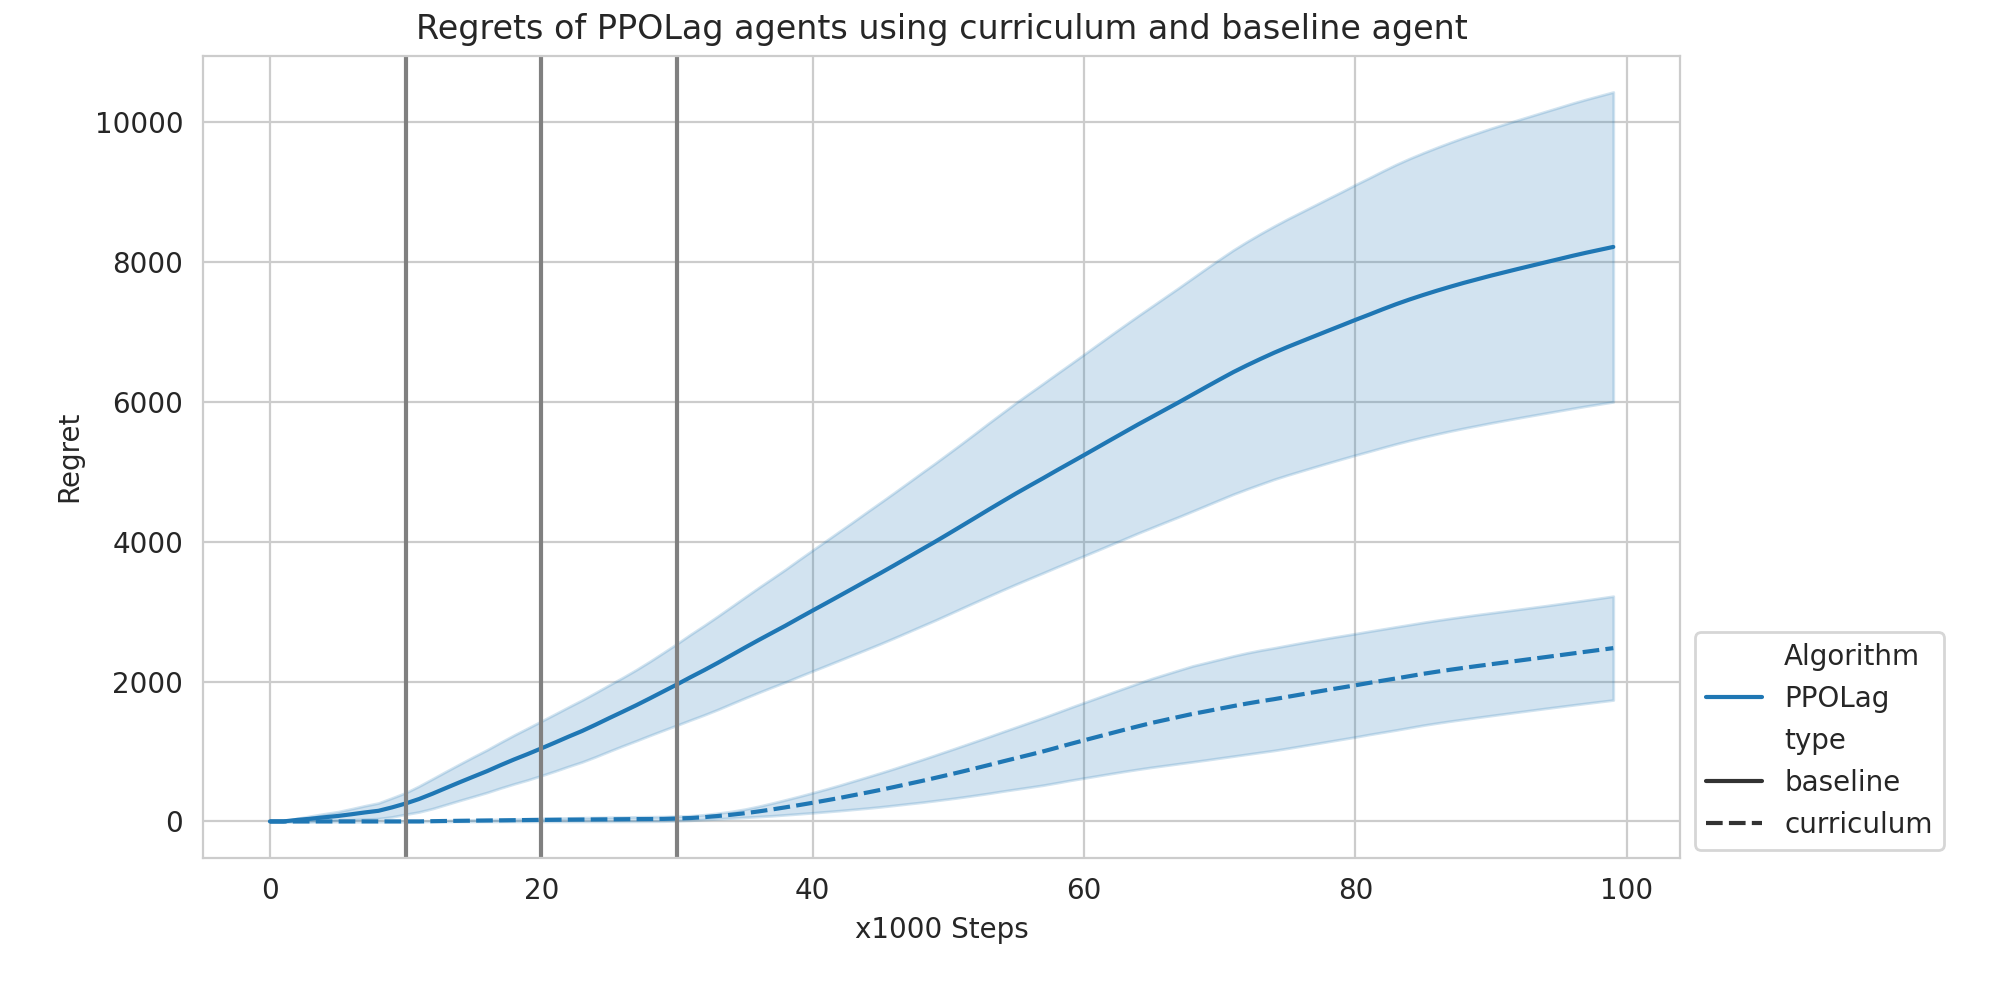 Regrets of PPOLag agents using curriculum and baseline agent
10000
8000
6000
4000
2000
0
Regret
0 20 40 60 80 100
x1000 Steps
Algorithm
PPOLag
type
baseline
curriculum